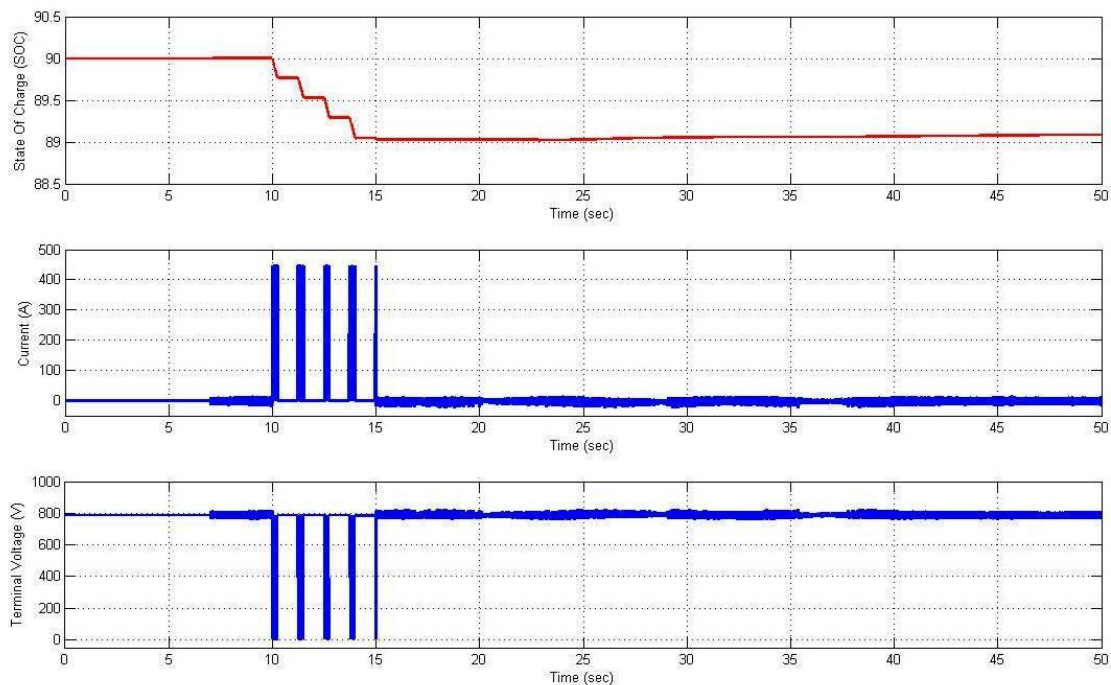 90.5
90
89.5
89
88.5
State Of Charge (SOC)
0 5 10 15 20 25 30 35 40 45 50
Time (sec)
500
400
300
200
100
0
Current (A)
0 5 10 15 20 25 30 35 40 45 50
Time (sec)
1000
800
600
400
200
0
Terminal Voltage (V)
0 5 10 15 20 25 30 35 40 45 50
Time (sec)